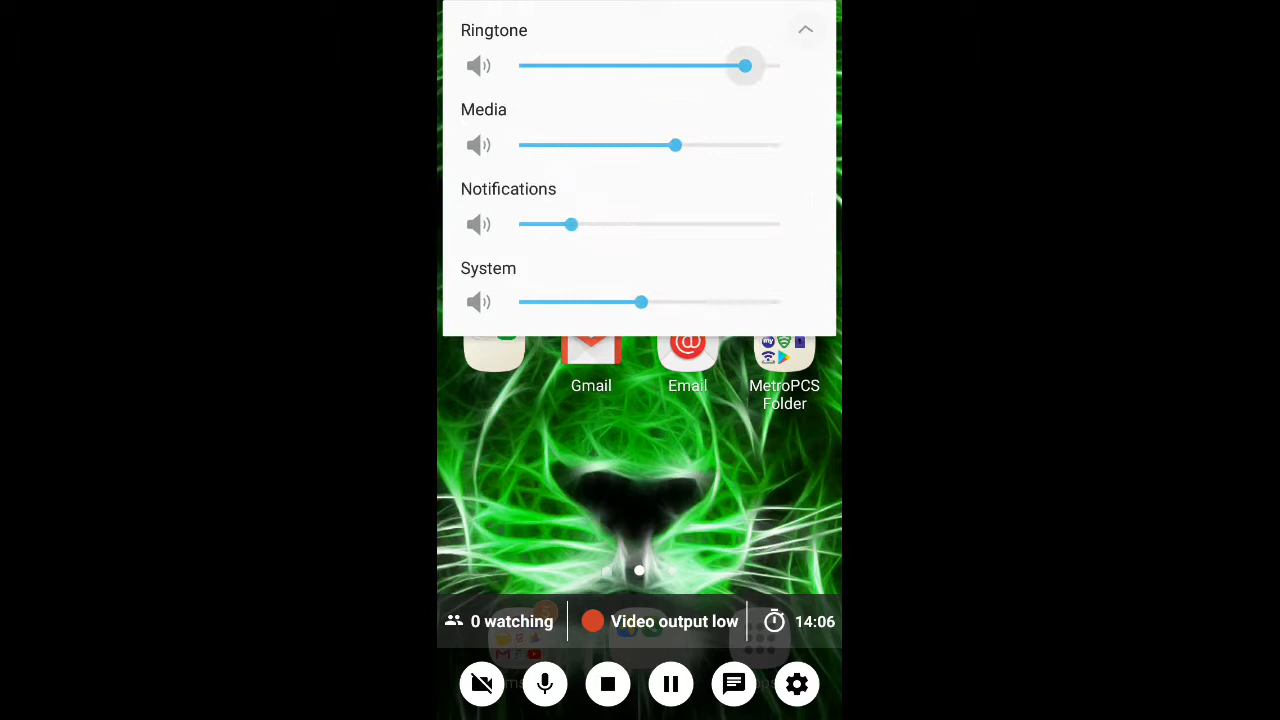 Ringtone
Media
Notifications
System
Gmail
Email
MetroPCS
Folder
0 watching
Video output low
14:06